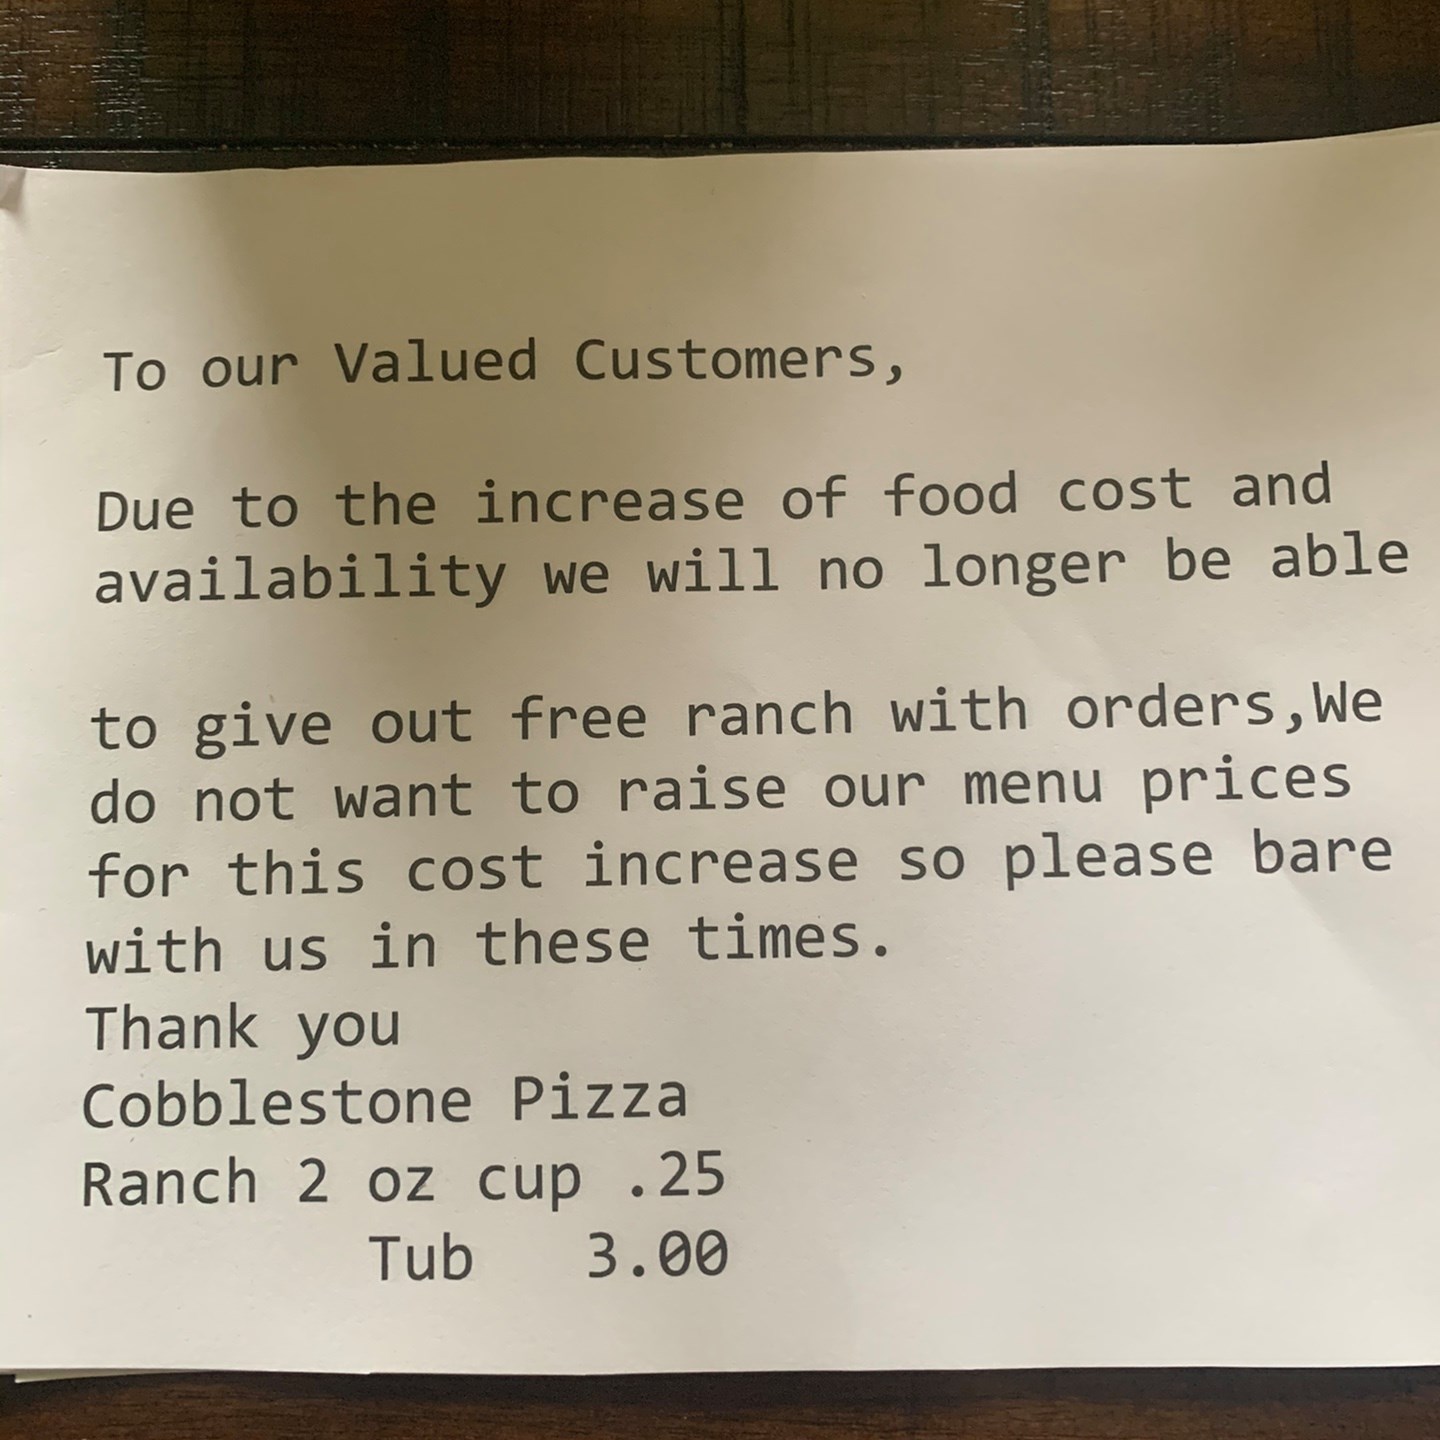 To our Valued Customers,
Due to the increase of food cost and
availability we will no longer be able
to give out free ranch with orders,We
do not want to raise our menu prices
for this cost increase so please bare
with us in these times.
Thank you
Cobblestone Pizza
Ranch 2 oz cup .25
Tub 3.00